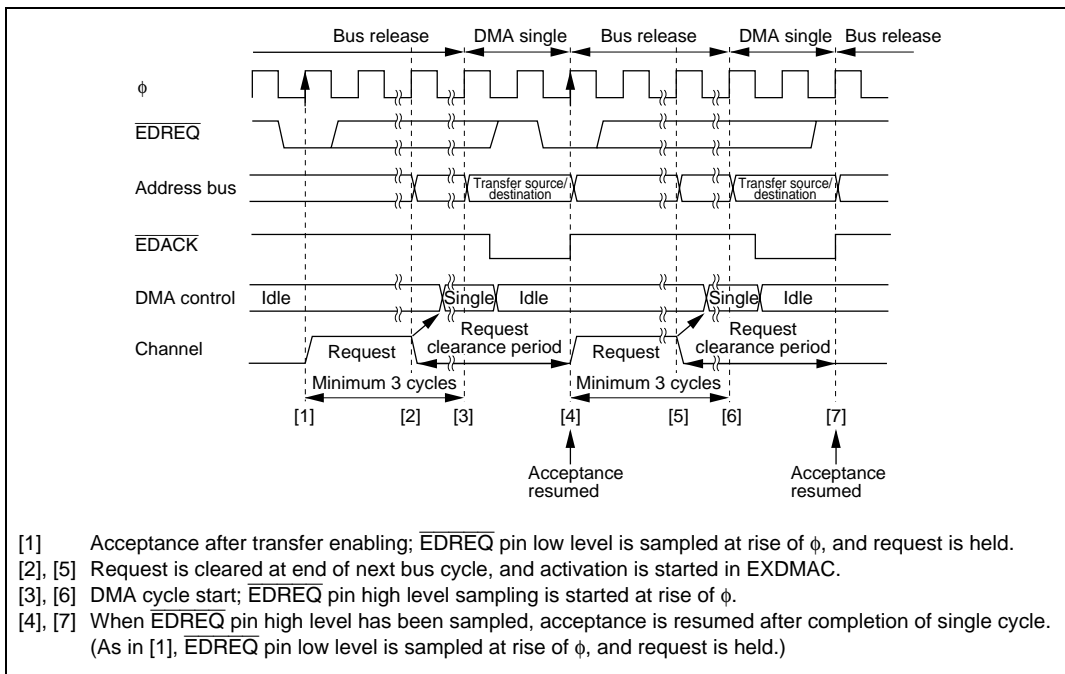 Bus release DMA single Bus release DMA single Bus release
φ
EDREQ
Address bus Transfer source/ destination Transfer source/ destination
EDACK
DMA control Idle Single Idle Single Idle
Channel Request Request clearance period Request Request clearance period
Minimum 3 cycles Minimum 3 cycles
[1] [2] [3] [4] [5] [6] [7]
Acceptance resumed Acceptance resumed
[1] Acceptance after transfer enabling; EDREQ pin low level is sampled at rise of φ, and request is held.
[2], [5] Request is cleared at end of next bus cycle, and activation is started in EXDMAC.
[3], [6] DMA cycle start; EDREQ pin high level sampling is started at rise of φ.
[4], [7] When EDREQ pin high level has been sampled, acceptance is resumed after completion of single cycle.
(As in [1], EDREQ pin low level is sampled at rise of φ, and request is held.)